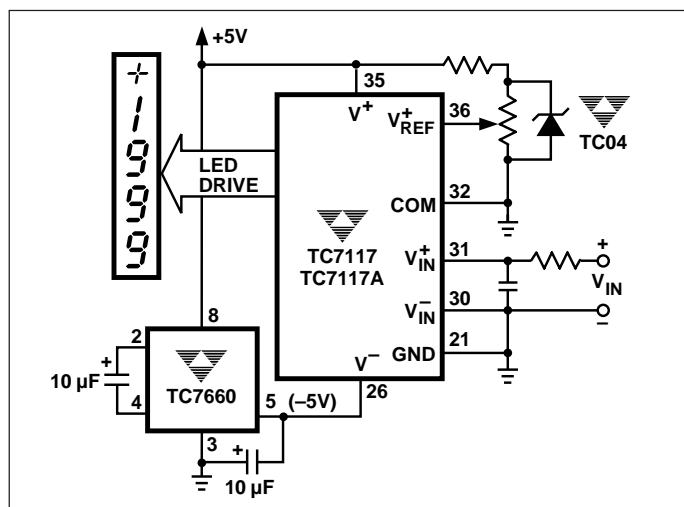 +5V
+1999
LED
DRIVE
35
V+
36
V+REF
TC04
32
COM
TC7117
TC7117A
31
V+IN
+
VIN
30
V−IN
−
21
GND
V−
26
8
2
+
10 µF
4
TC7660
5 (–5V)
3
+
10 µF